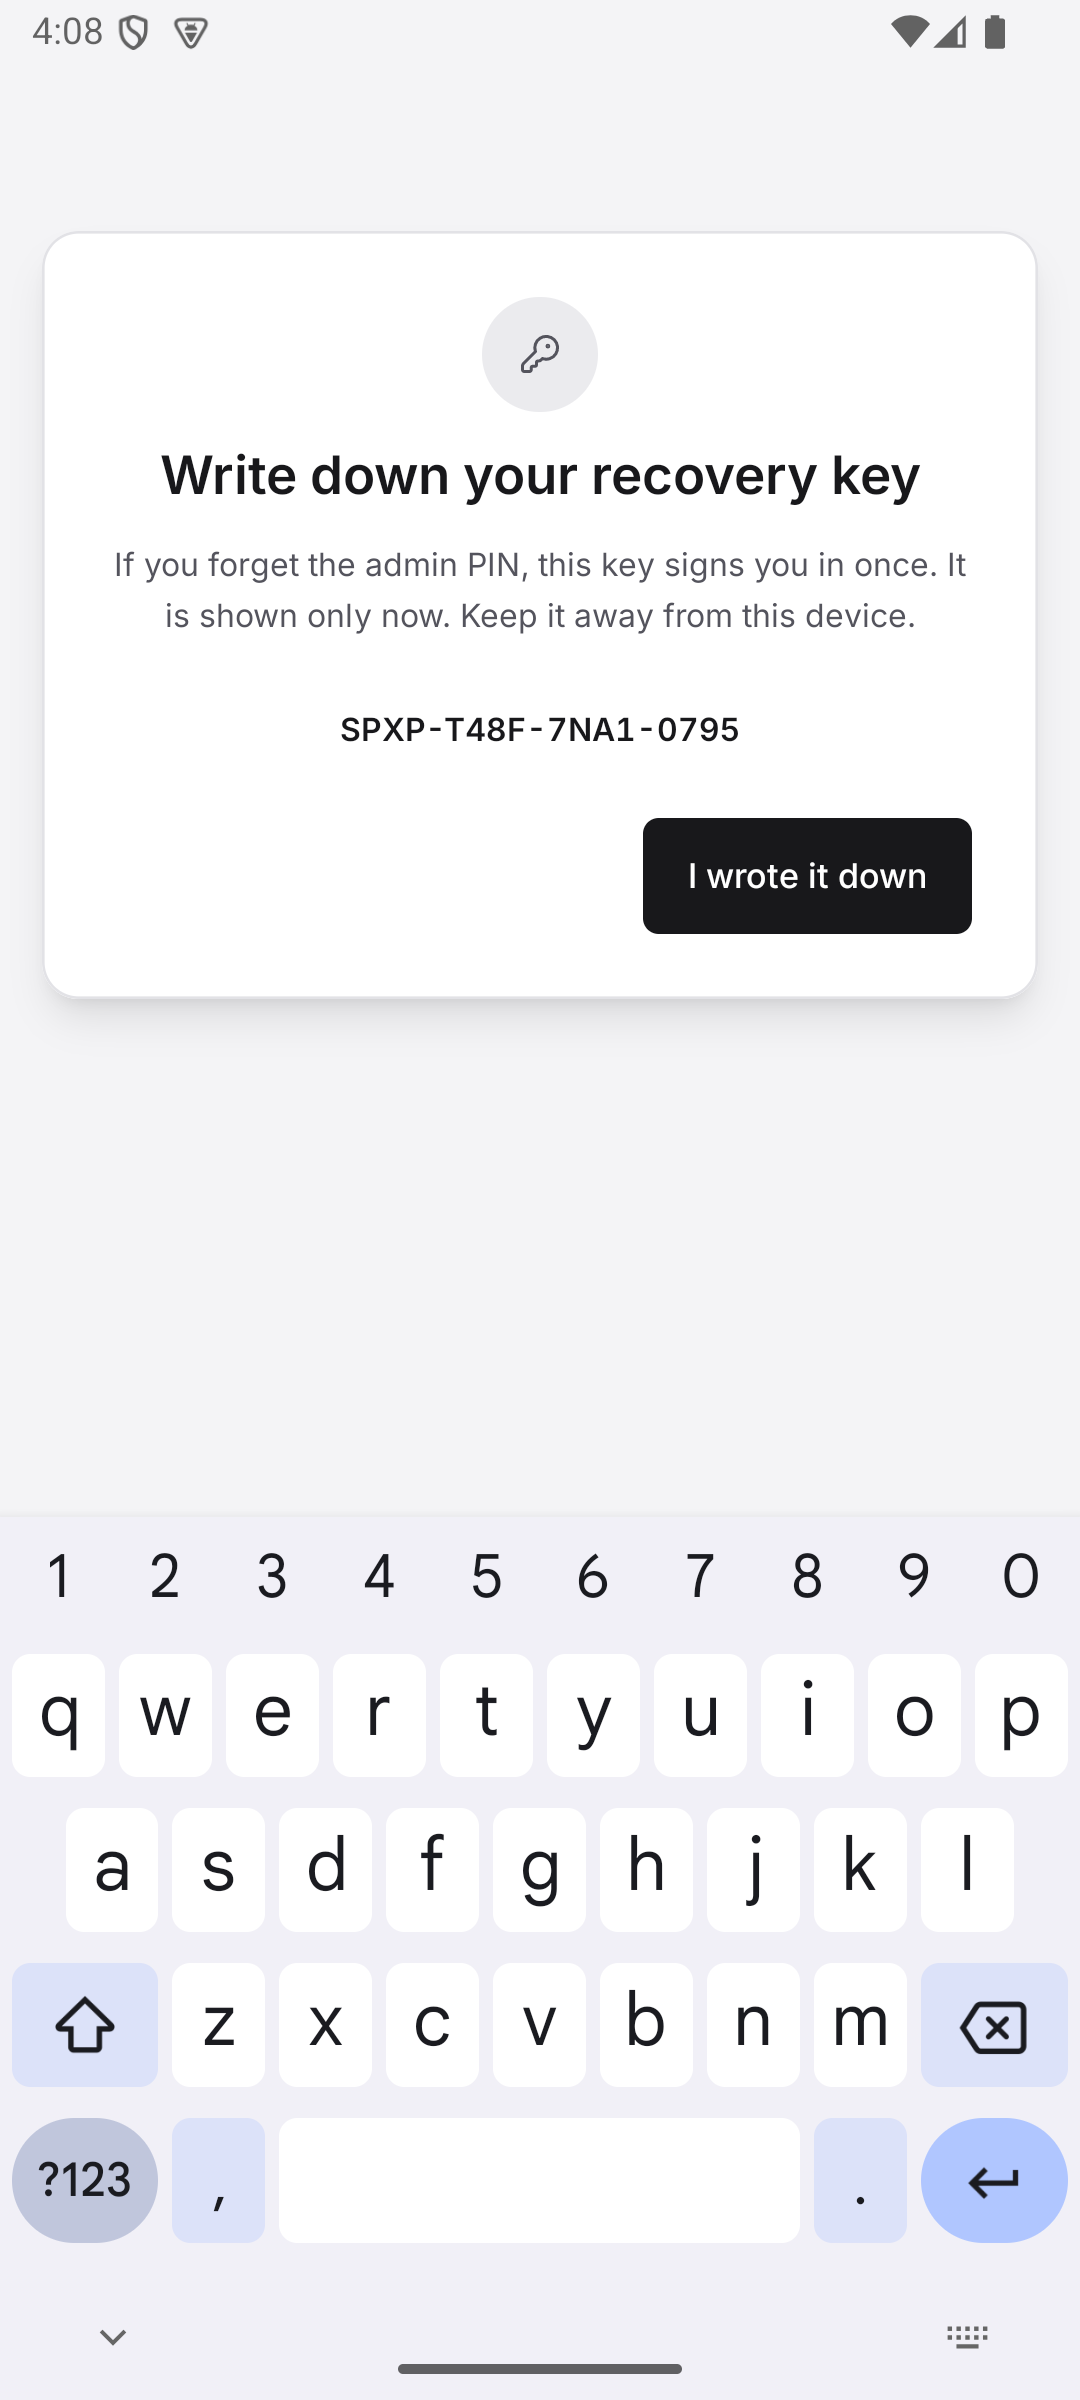 4:08
Write down your recovery key
If you forget the admin PIN, this key signs you in once. It
is shown only now. Keep it away from this device.
SPXP-T48F-7NA1-0795
I wrote it down
1 2 3 4 5 6 7 8 9 0
q w e r t y u i o p
a s d f g h j k l
z x c v b n m
?123 , .